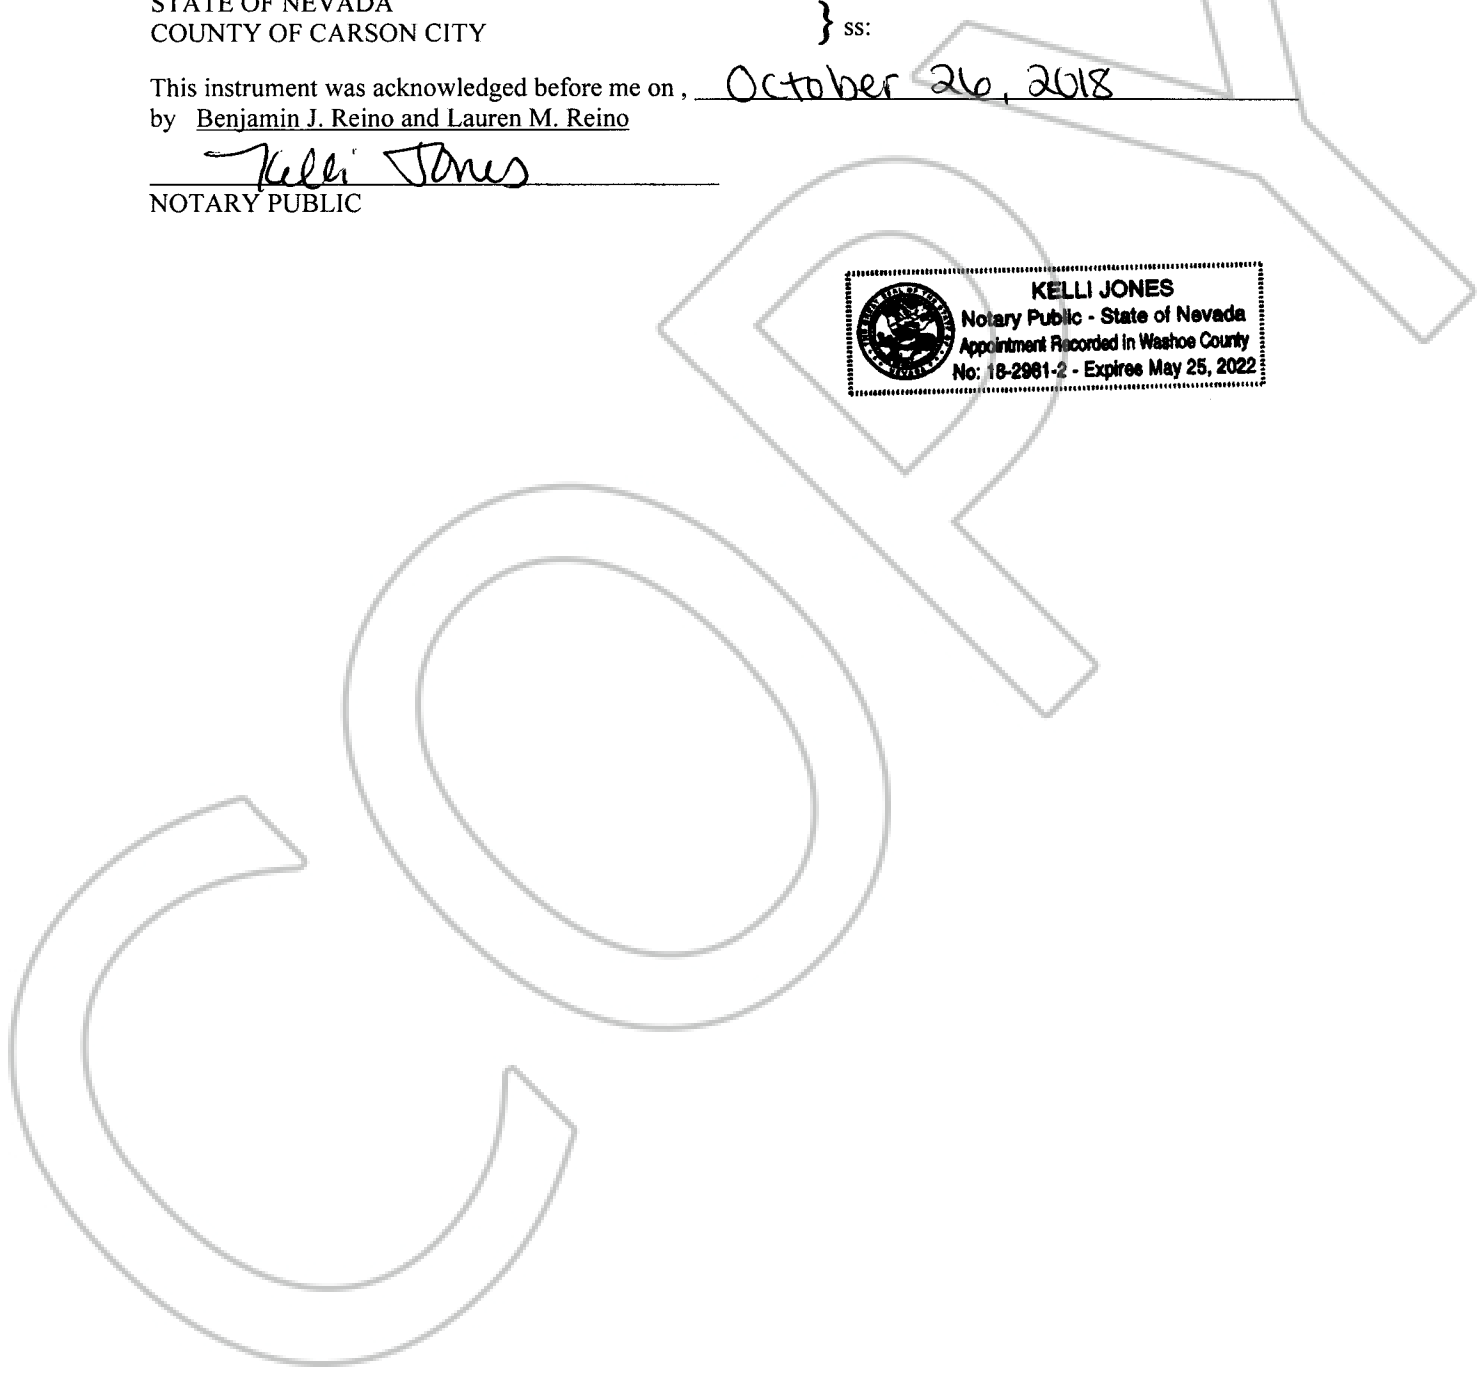 STATE OF NEVADA
COUNTY OF CARSON CITY
} ss:
This instrument was acknowledged before me on , October 26, 2018
by Benjamin J. Reino and Lauren M. Reino
Kelli Jones
NOTARY PUBLIC
KELLI JONES
Notary Public - State of Nevada
Appointment Recorded in Washoe County
No: 18-2981-2 - Expires May 25, 2022
COPY